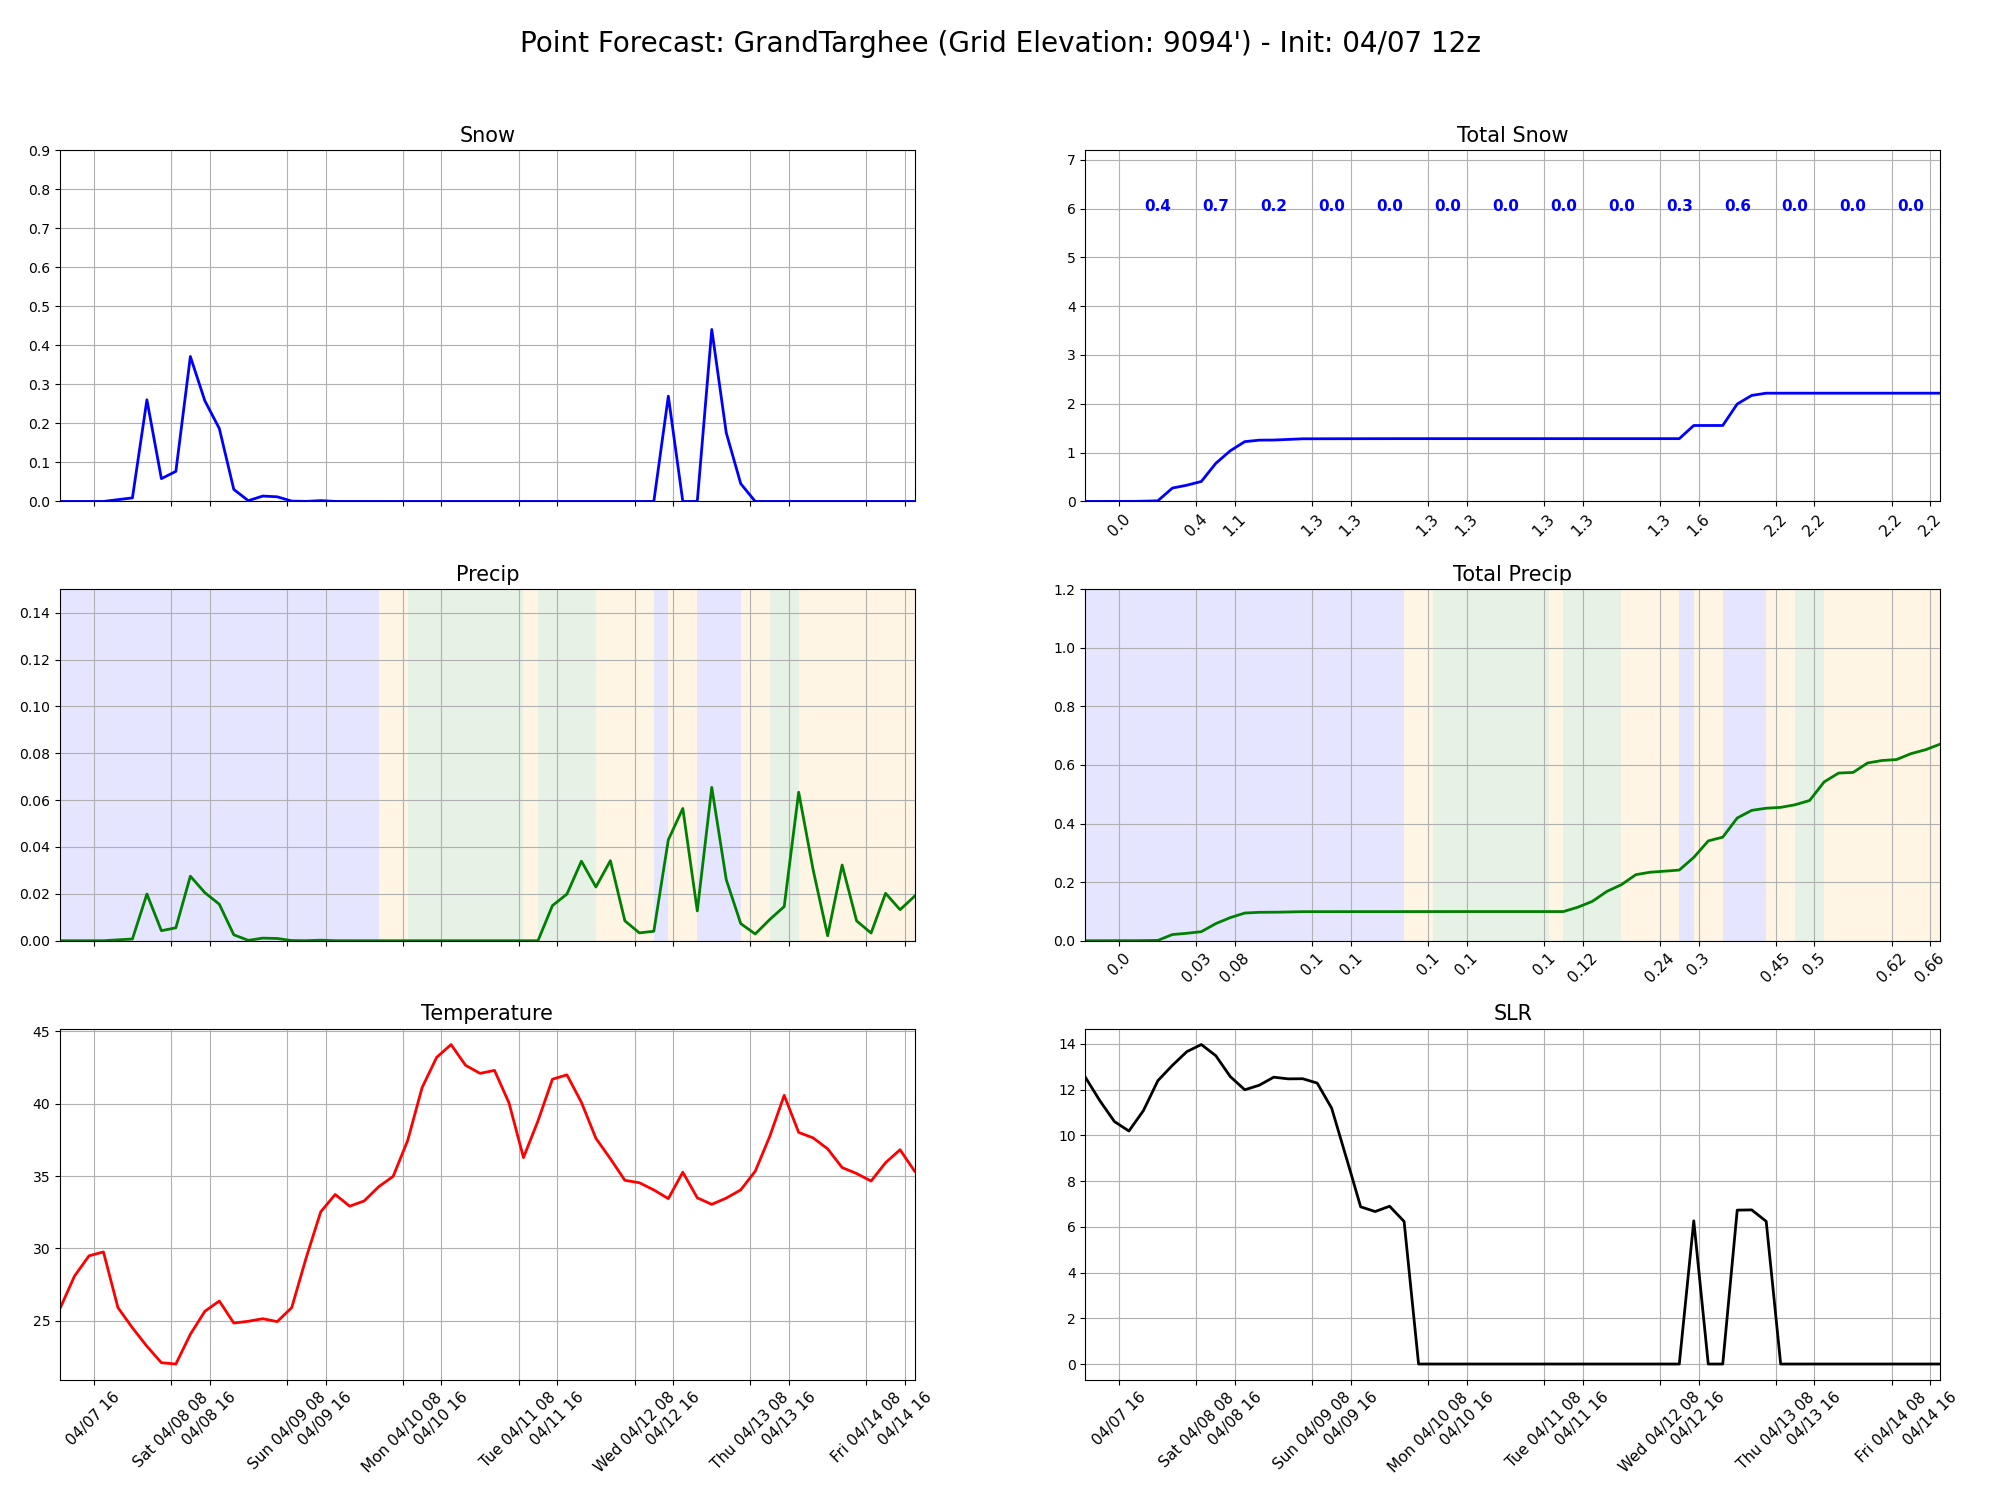 Point Forecast: GrandTarghee (Grid Elevation: 9094') - Init: 04/07 12z
Snow
0.9
0.8
0.7
0.6
0.5
0.4
0.3
0.2
0.1
0.0
Total Snow
7
6
5
4
3
2
1
0
0.4 0.7 0.2 0.0 0.0 0.0 0.0 0.0 0.0 0.3 0.6 0.0 0.0 0.0
0.0 0.4 1.1 1.3 1.3 1.3 1.3 1.3 1.3 1.3 1.6 2.2 2.2 2.2 2.2
Precip
0.14
0.12
0.10
0.08
0.06
0.04
0.02
0.00
Total Precip
1.2
1.0
0.8
0.6
0.4
0.2
0.0
0.0 0.03 0.08 0.1 0.1 0.1 0.1 0.1 0.12 0.24 0.3 0.45 0.5 0.62 0.66
Temperature
45
40
35
30
25
04/07 16
Sat 04/08 08
04/08 16
Sun 04/09 08
04/09 16
Mon 04/10 08
04/10 16
Tue 04/11 08
04/11 16
Wed 04/12 08
04/12 16
Thu 04/13 08
04/13 16
Fri 04/14 08
04/14 16
SLR
14
12
10
8
6
4
2
0
04/07 16
Sat 04/08 08
04/08 16
Sun 04/09 08
04/09 16
Mon 04/10 08
04/10 16
Tue 04/11 08
04/11 16
Wed 04/12 08
04/12 16
Thu 04/13 08
04/13 16
Fri 04/14 08
04/14 16